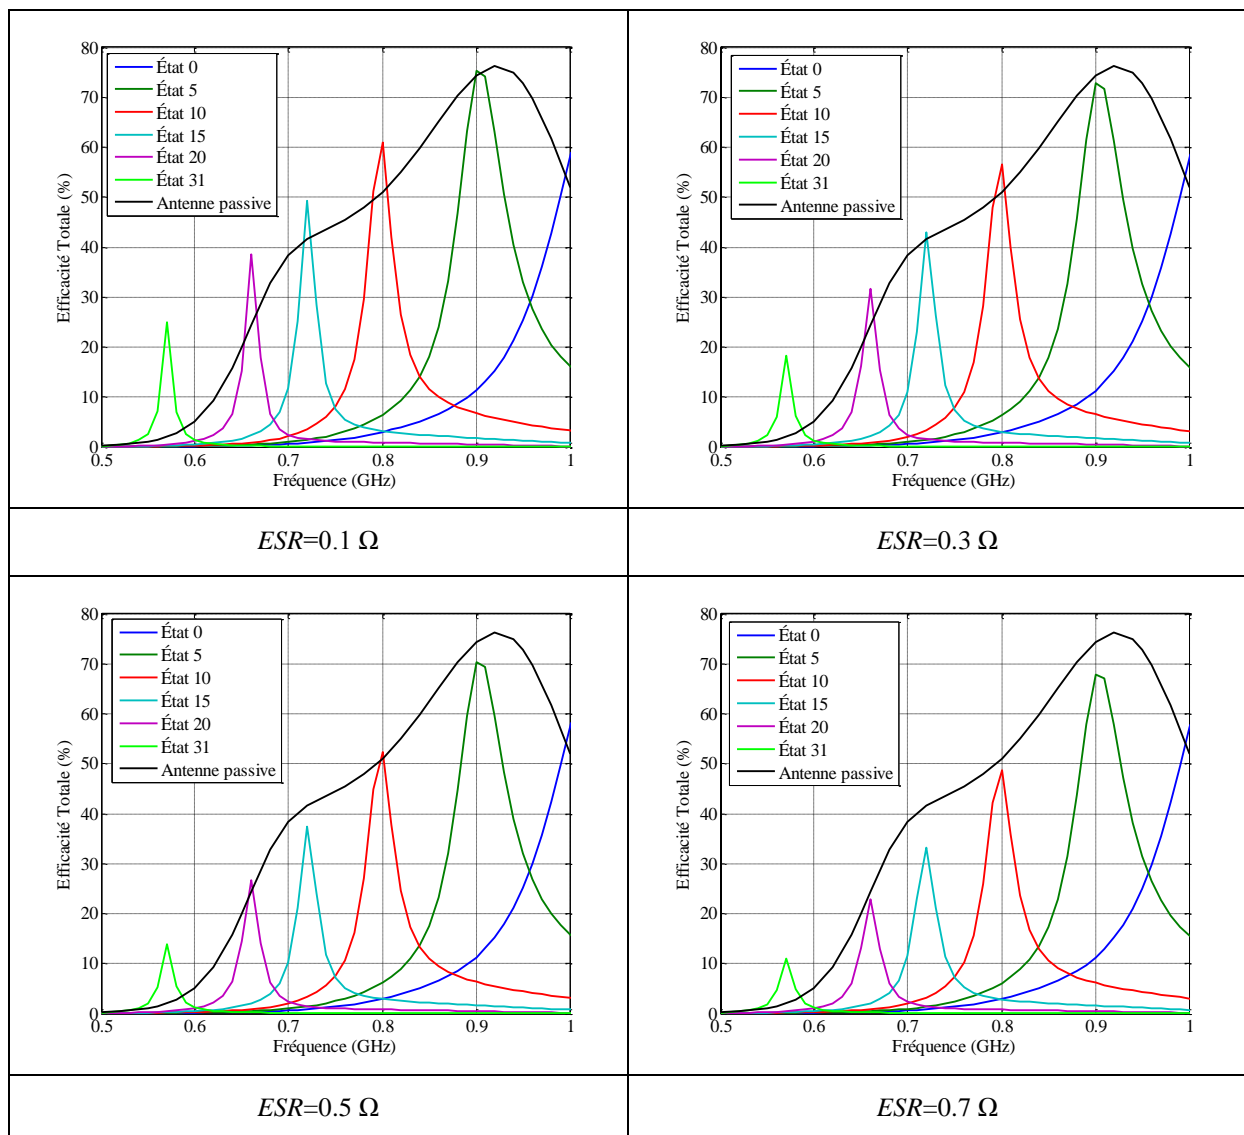 80
70
60
50
40
30
20
10
0
Efficacité Totale (%)
État 0
État 5
État 10
État 15
État 20
État 31
Antenne passive
0.5 0.6 0.7 0.8 0.9 1
Fréquence (GHz)
80
70
60
50
40
30
20
10
0
Efficacité Totale (%)
État 0
État 5
État 10
État 15
État 20
État 31
Antenne passive
0.5 0.6 0.7 0.8 0.9 1
Fréquence (GHz)
ESR=0.1 Ω
ESR=0.3 Ω
80
70
60
50
40
30
20
10
0
Efficacité Totale (%)
État 0
État 5
État 10
État 15
État 20
État 31
Antenne passive
0.5 0.6 0.7 0.8 0.9 1
Fréquence (GHz)
80
70
60
50
40
30
20
10
0
Efficacité Totale (%)
État 0
État 5
État 10
État 15
État 20
État 31
Antenne passive
0.5 0.6 0.7 0.8 0.9 1
Fréquence (GHz)
ESR=0.5 Ω
ESR=0.7 Ω